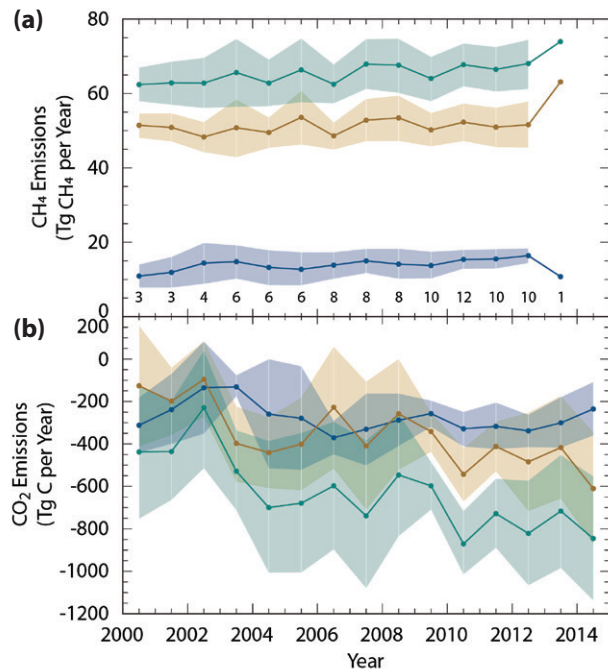 (a)
80
60
40
20
0
CH₄ Emissions
(Tg CH₄ per Year)
3 3 4 6 6 6 8 8 8 10 12 10 10 1
(b)
200
0
-200
-400
-600
-800
-1000
-1200
CO₂ Emissions
(Tg C per Year)
2000 2002 2004 2006 2008 2010 2012 2014
Year